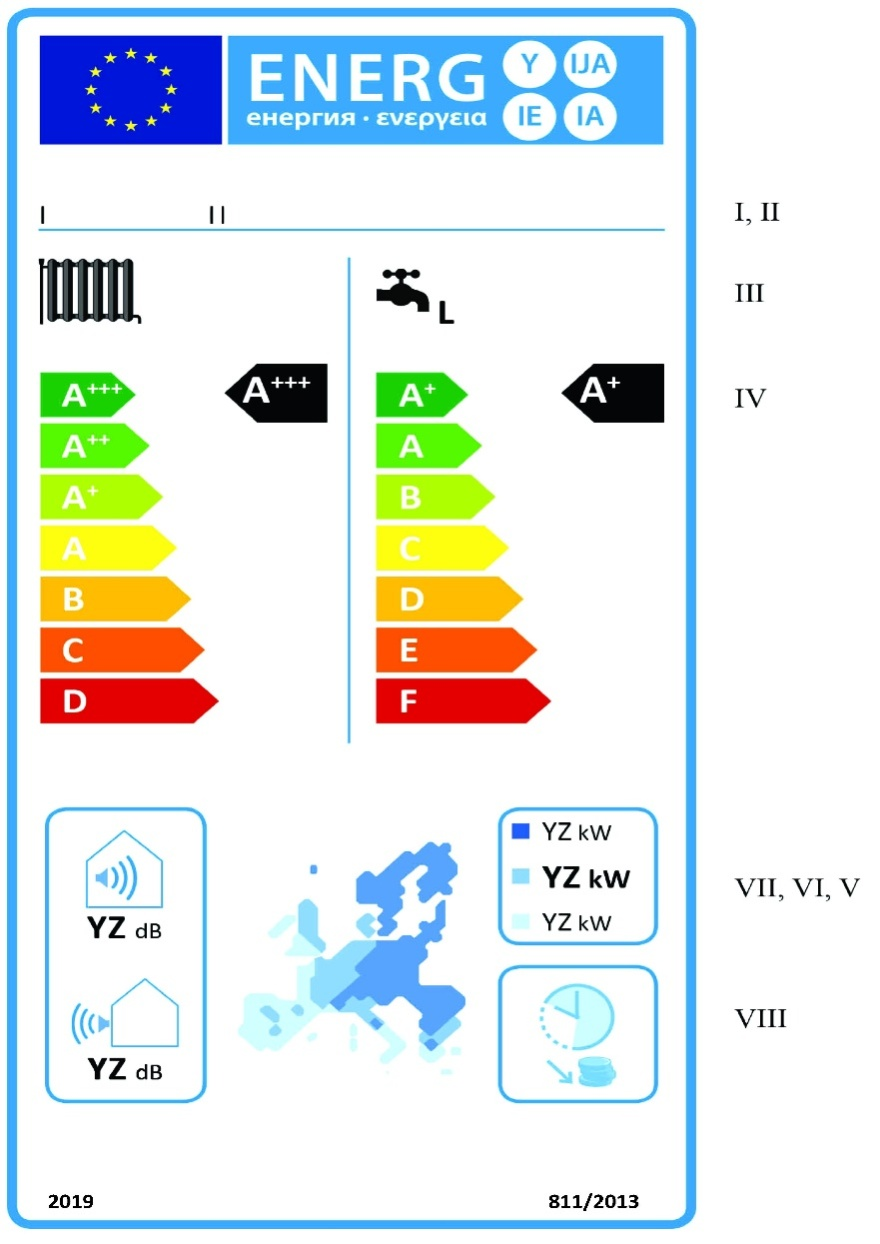 ENERG Y IJA
енергия · ενεργεια IE IA
I II I, II
L III
A+++ A+++ A+ A+ IV
A++ A
A+ B
A C
B D
C E
D F
YZ kW
YZ kW VII, VI, V
YZ dB YZ kW
VIII
YZ dB
2019 811/2013